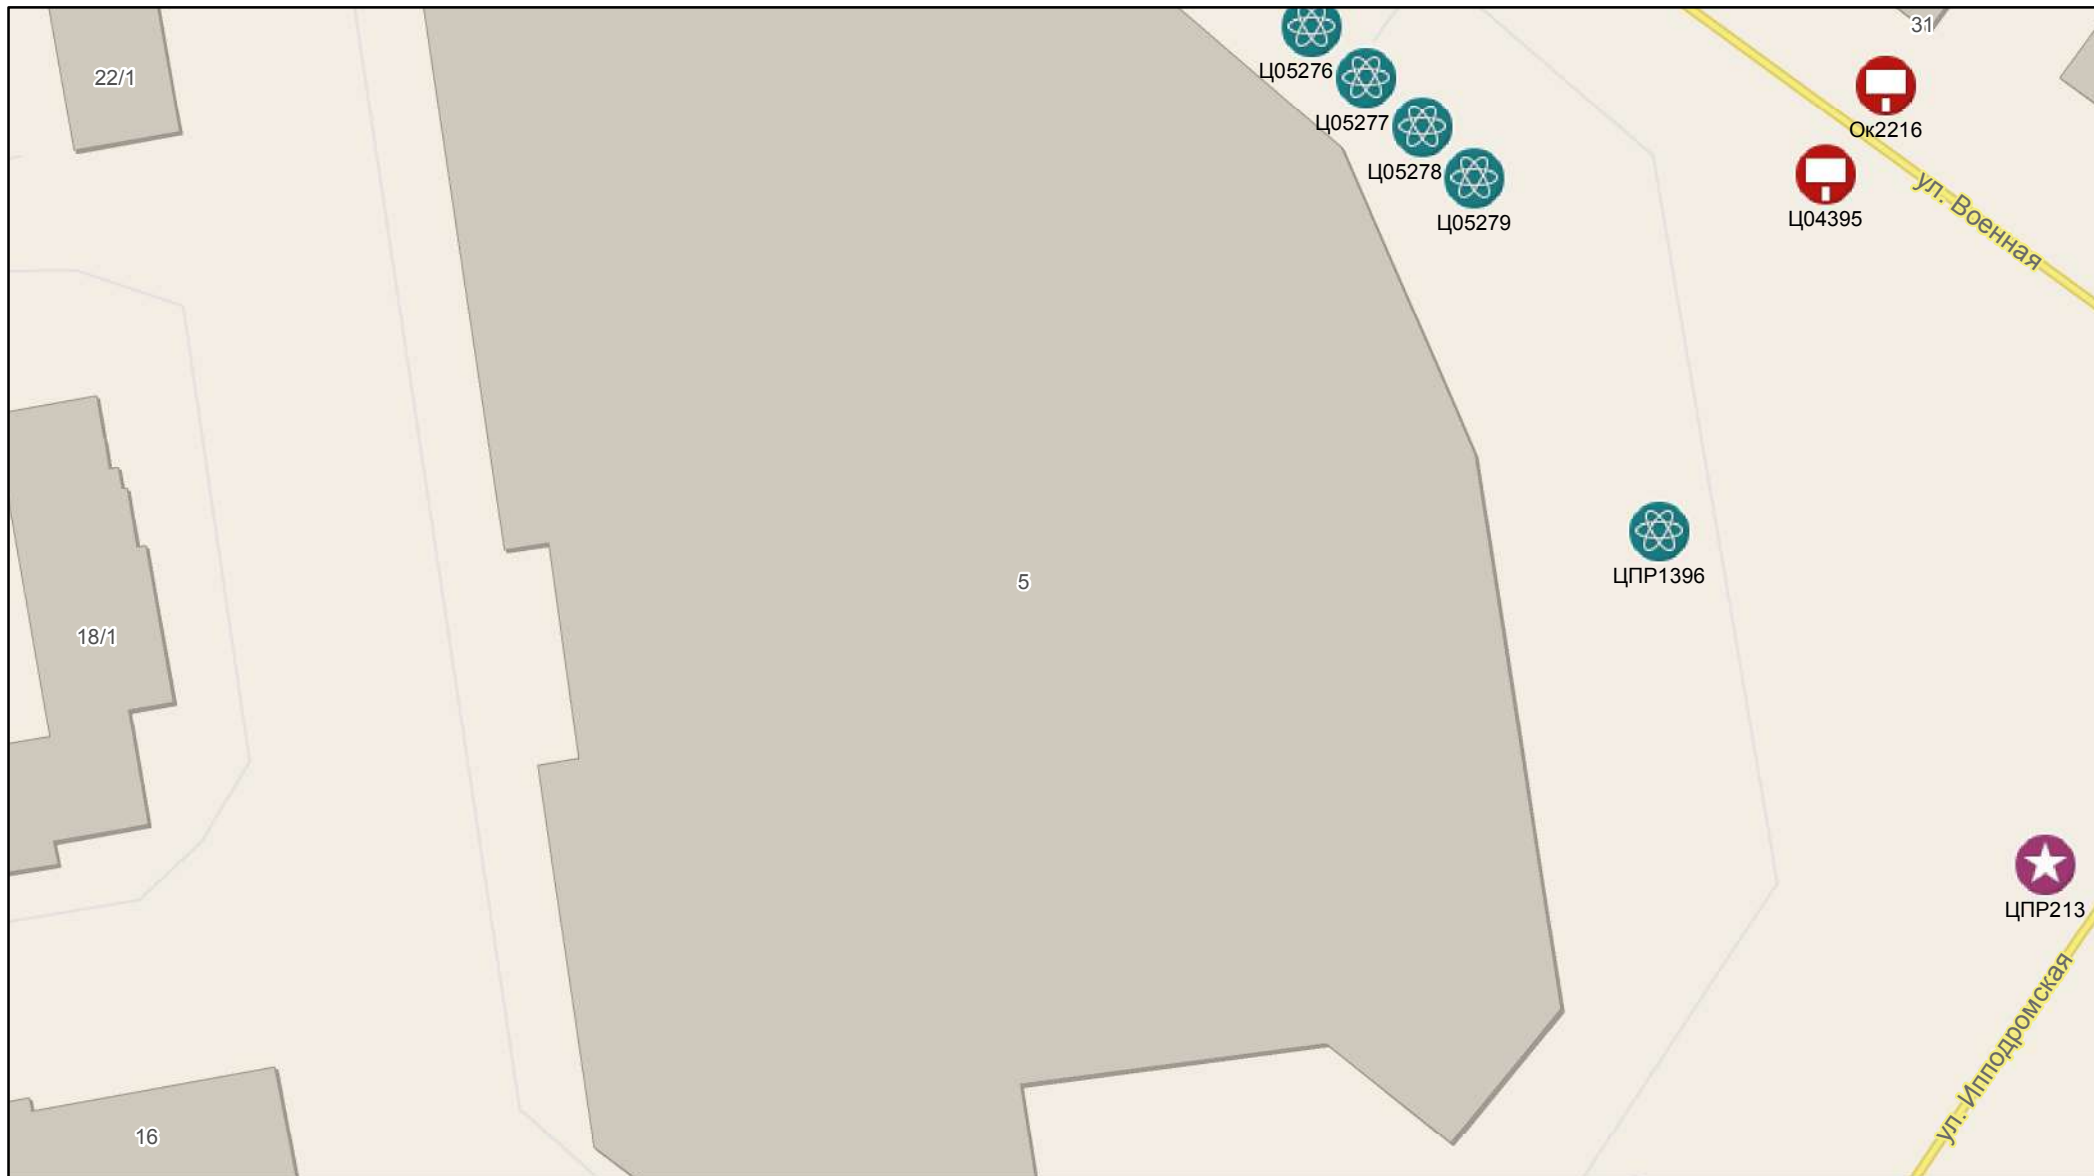 31
22/1
Ц05276
Ц05277
Ок2216
Ц05278
Ц05279
Ц04395
ул. Военная
5
ЦПР1396
18/1
ЦПР213
ул. Ипподромская
16